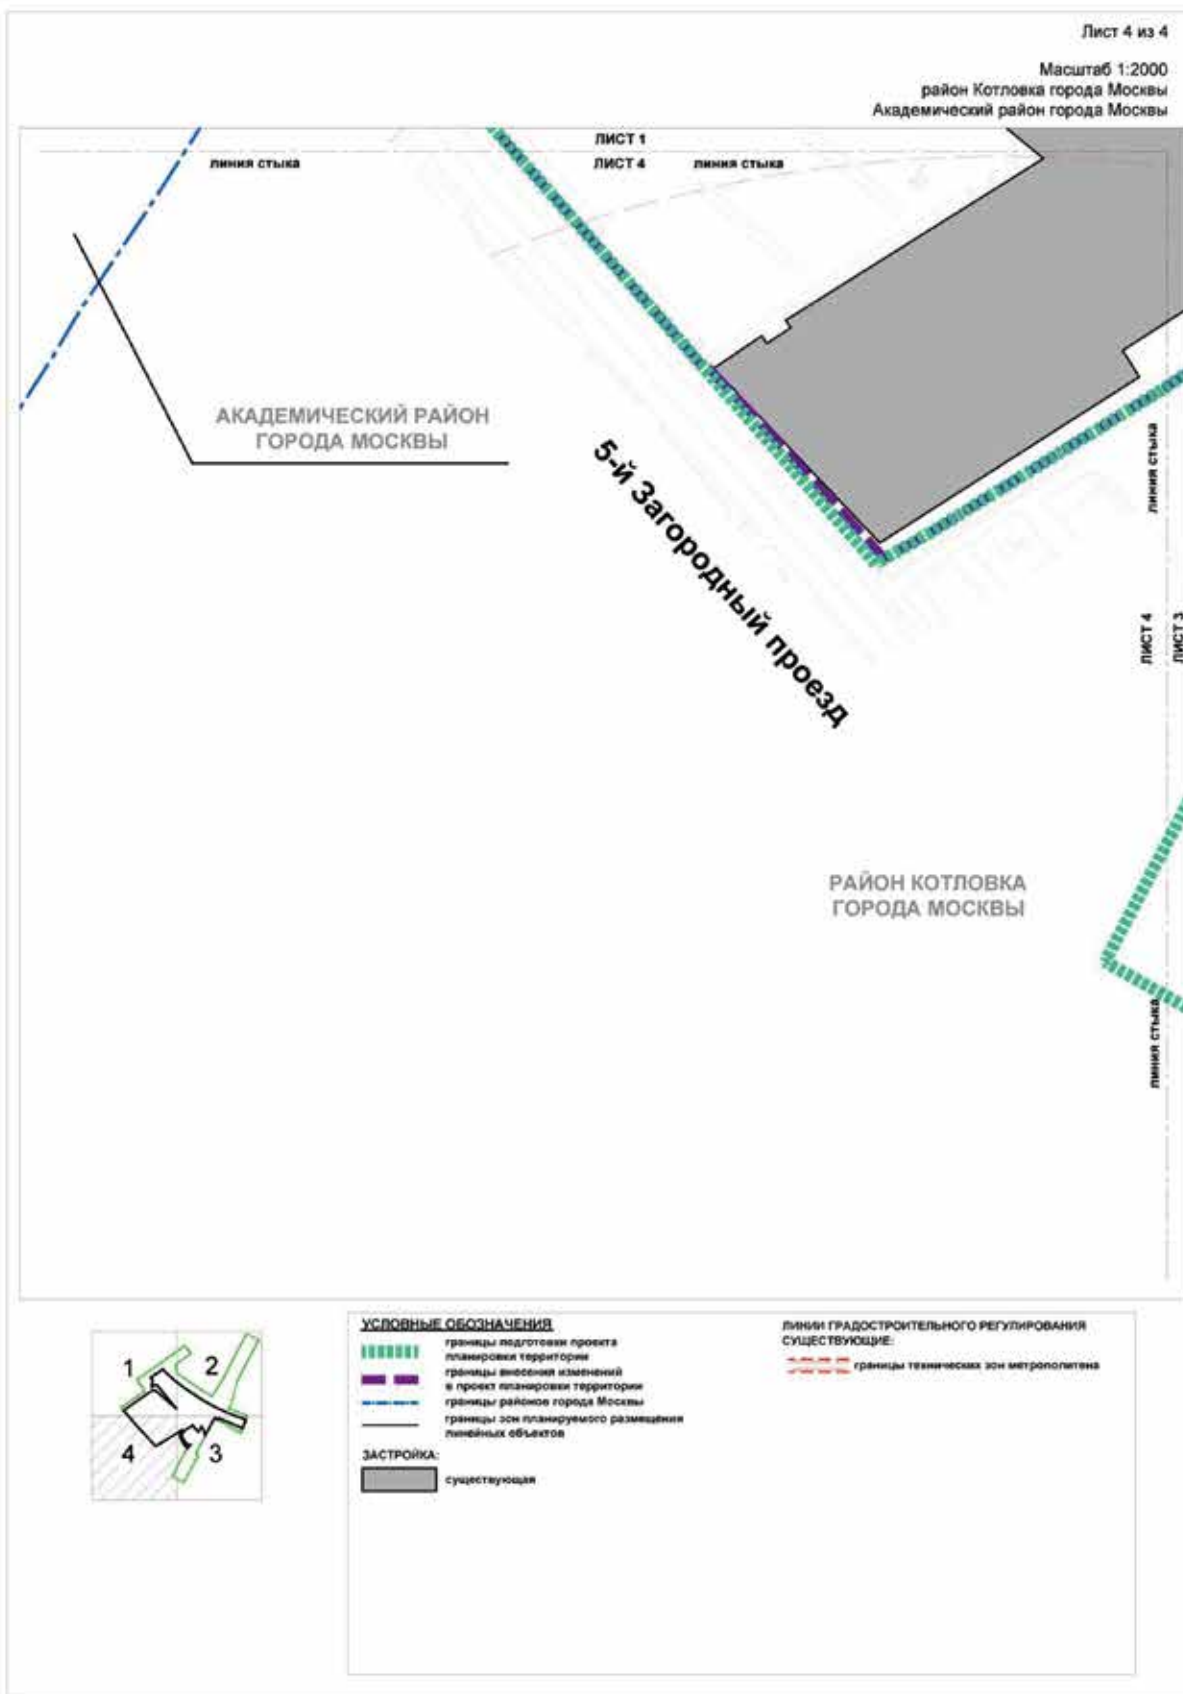 Лист 4 из 4
Масштаб 1:2000
район Котловка города Москвы
Академический район города Москвы
ЛИСТ 1
линия стыка
ЛИСТ 4
линия стыка
АКАДЕМИЧЕСКИЙ РАЙОН
ГОРОДА МОСКВЫ
5-й Загородный проезд
линия стыка
ЛИСТ 4
ЛИСТ 3
РАЙОН КОТЛОВКА
ГОРОДА МОСКВЫ
линия стыка
1
2
4
3
УСЛОВНЫЕ ОБОЗНАЧЕНИЯ
границы подготовки проекта
планировки территории
границы внесения изменений
в проект планировки территории
границы районов города Москвы
границы зон планируемого размещения
линейных объектов
ЗАСТРОЙКА:
существующая
ЛИНИИ ГРАДОСТРОИТЕЛЬНОГО РЕГУЛИРОВАНИЯ
СУЩЕСТВУЮЩИЕ:
границы технических зон метрополитена